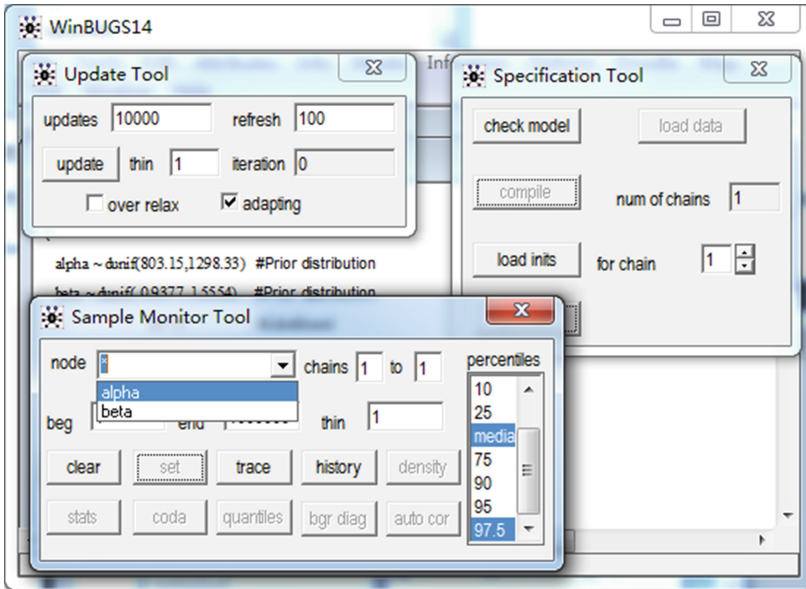 WinBUGS14
Update Tool
Inf
Specification Tool
updates 10000 refresh 100
check model load data
update thin 1 iteration 0
compile num of chains 1
over relax adapting
alpha ~ dunif(803.15,1298.33) #Prior distribution
load inits for chain 1
beta ~ dunif( 0.9377, 1.5554) #Prior distribution
Sample Monitor Tool
node * chains 1 to 1 percentiles
alpha
beta
beg end thin 1
10
25
media
75
90
95
97.5
clear set trace history density
stats coda quantiles bgr diag auto cor